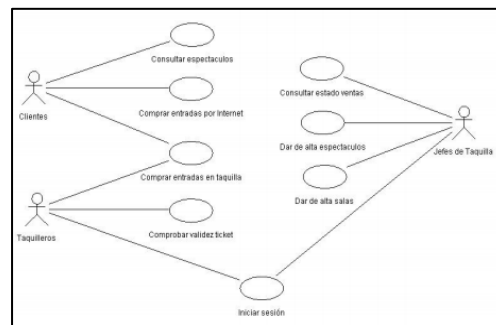 Consultar espectaculos
Clientes
Comprar entradas por Internet
Comprar entradas en taquilla
Taquilleros
Comprobar validez ticket
Consultar estado ventas
Dar de alta espectaculos
Jefes de Taquilla
Dar de alta salas
Iniciar sesión